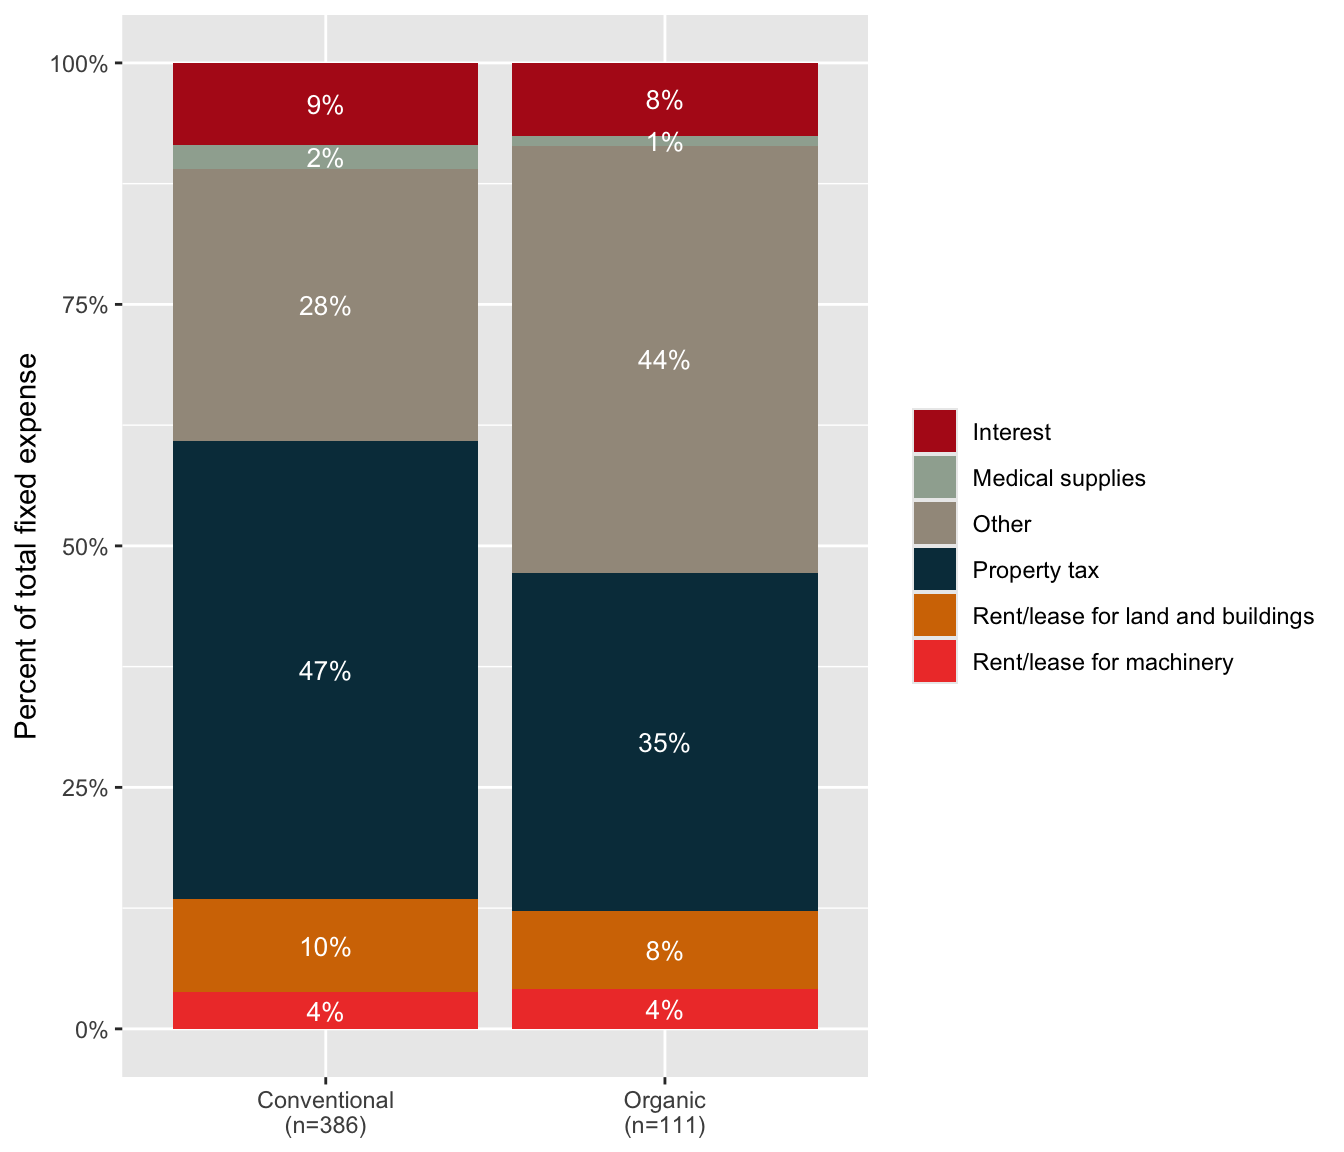 Percent of total fixed expense
100%
75%
50%
25%
0%
9%
2%
28%
47%
10%
4%
8%
1%
44%
35%
8%
4%
Conventional
(n=386)
Organic
(n=111)
Interest
Medical supplies
Other
Property tax
Rent/lease for land and buildings
Rent/lease for machinery